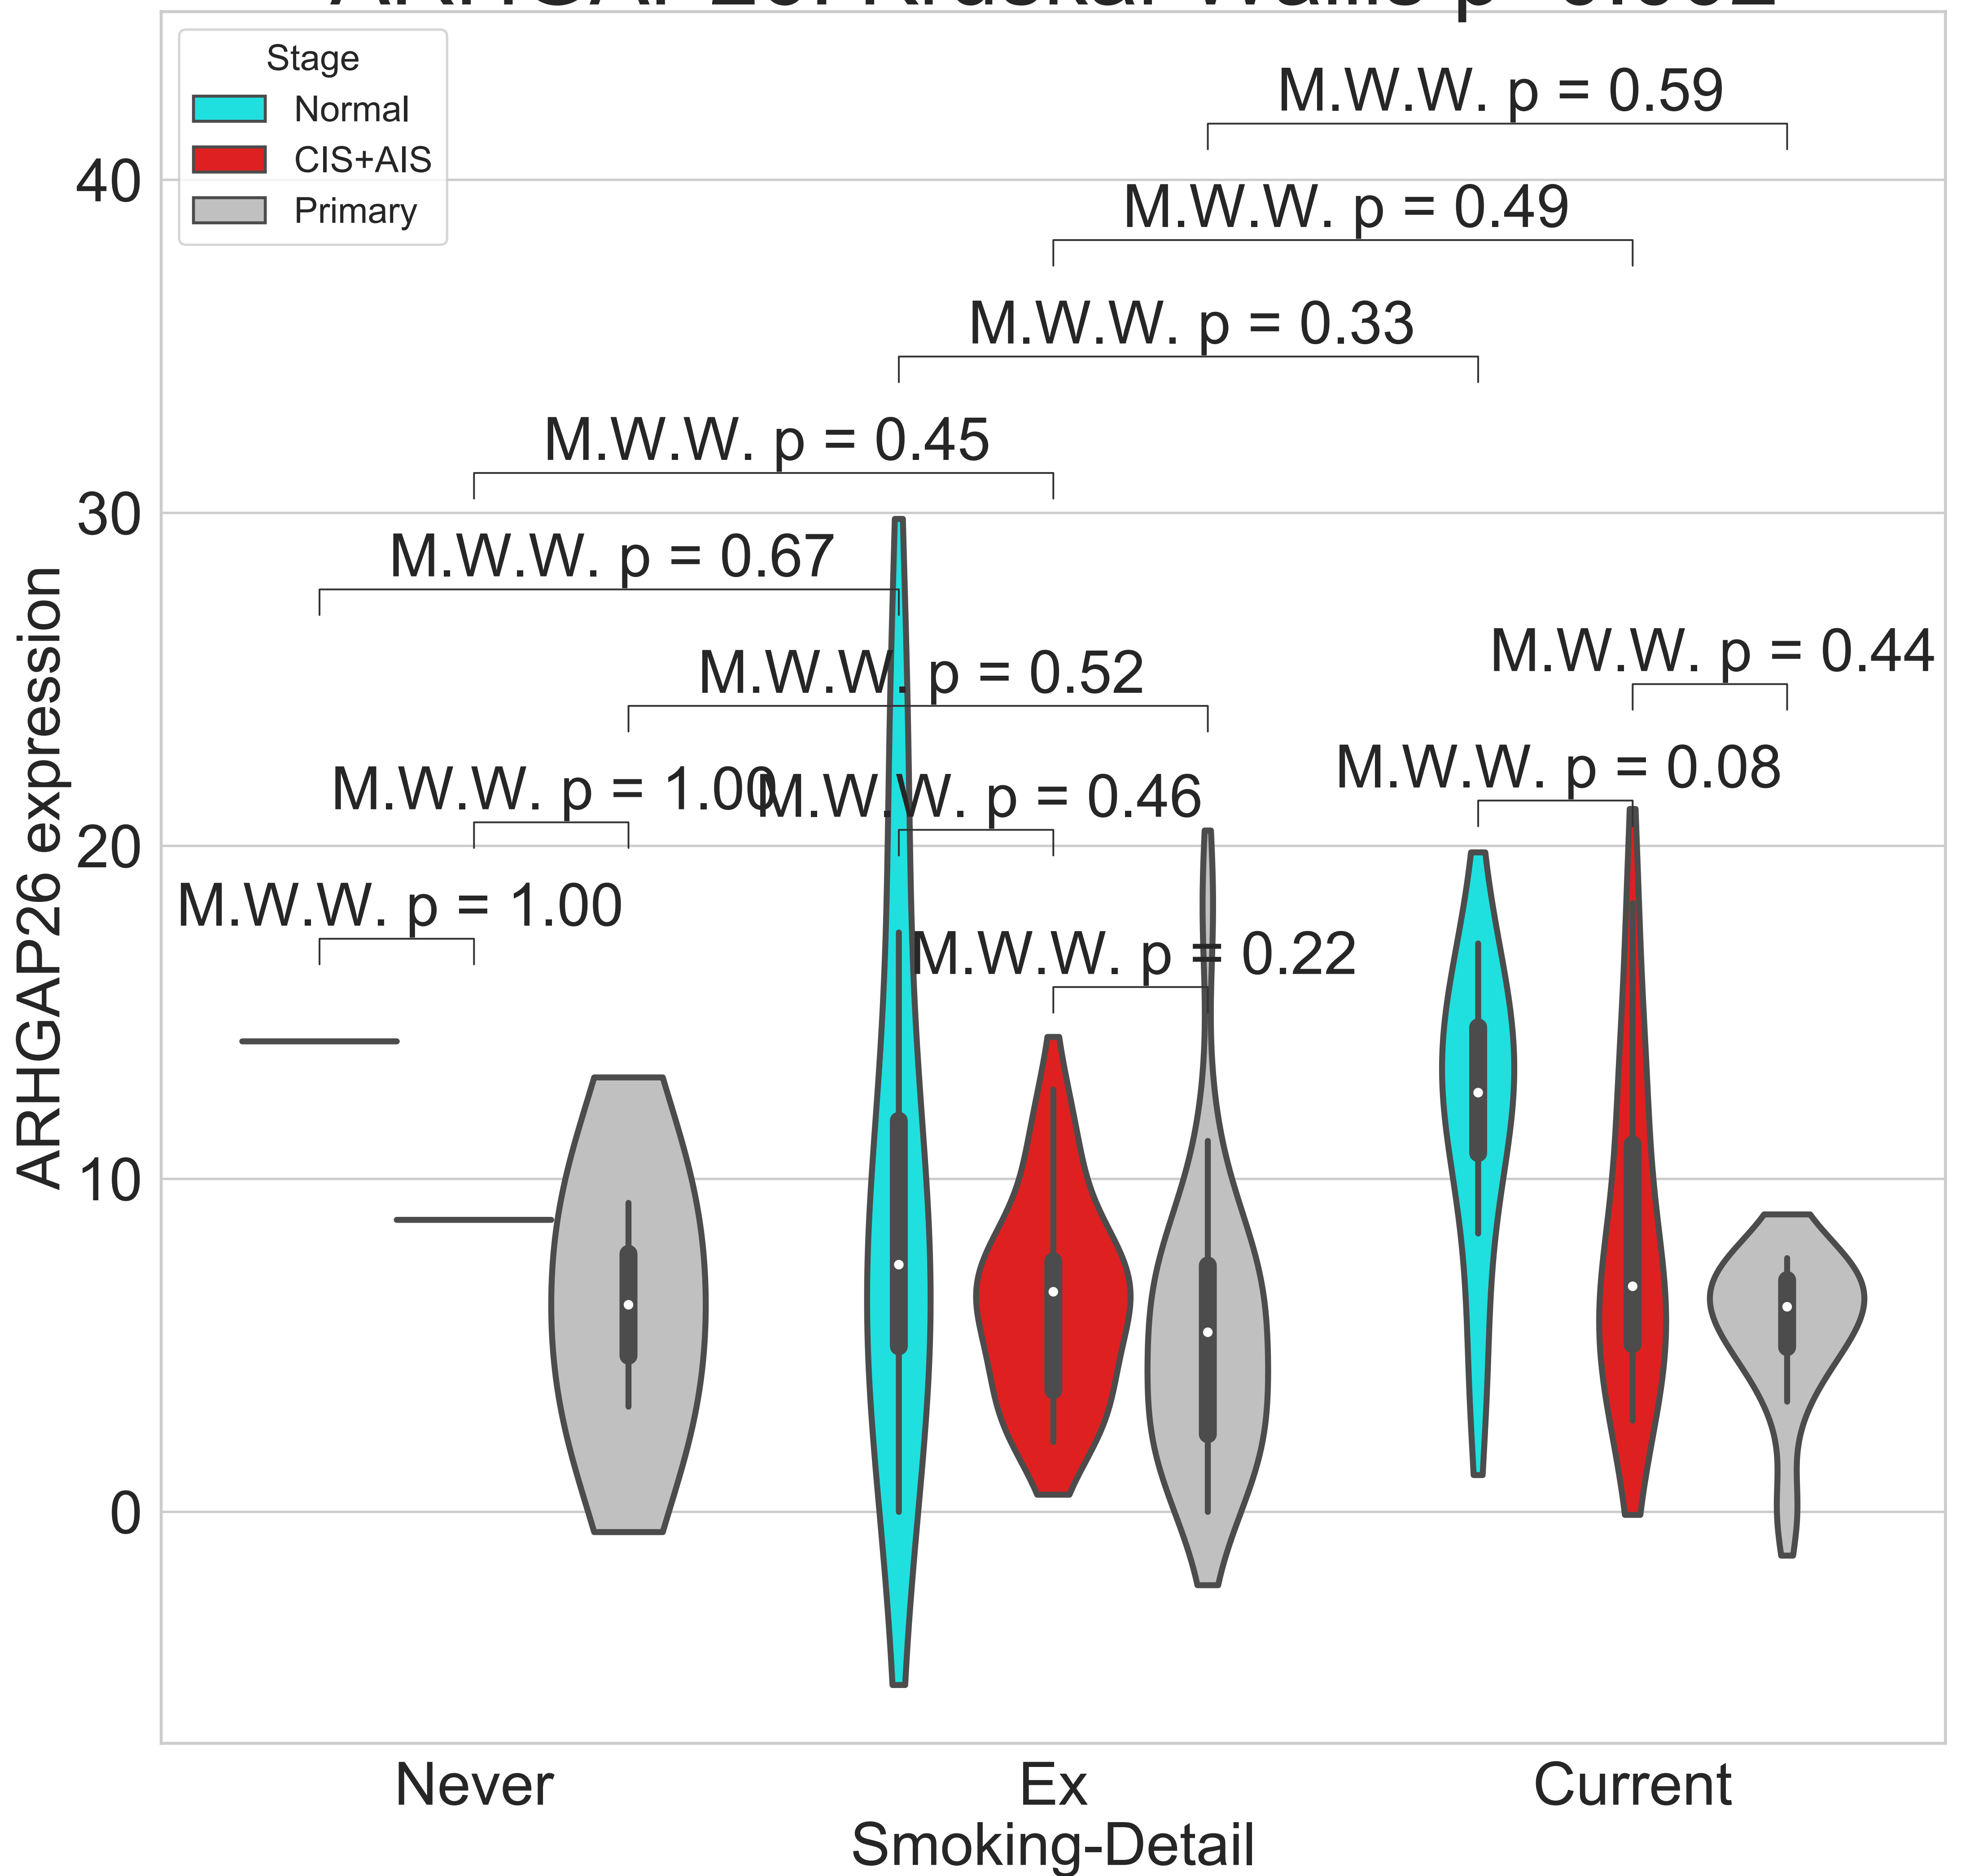 Stage
Normal
CIS+AIS
Primary
M.W.W. p = 0.59
M.W.W. p = 0.49
M.W.W. p = 0.33
M.W.W. p = 0.45
M.W.W. p = 0.67
M.W.W. p = 0.52
M.W.W. p = 0.44
M.W.W. p = 1.00
M.W.W. p = 0.46
M.W.W. p = 0.08
M.W.W. p = 1.00
M.W.W. p = 0.22
ARHGAP26 expression
40
30
20
10
0
Never
Ex
Current
Smoking-Detail